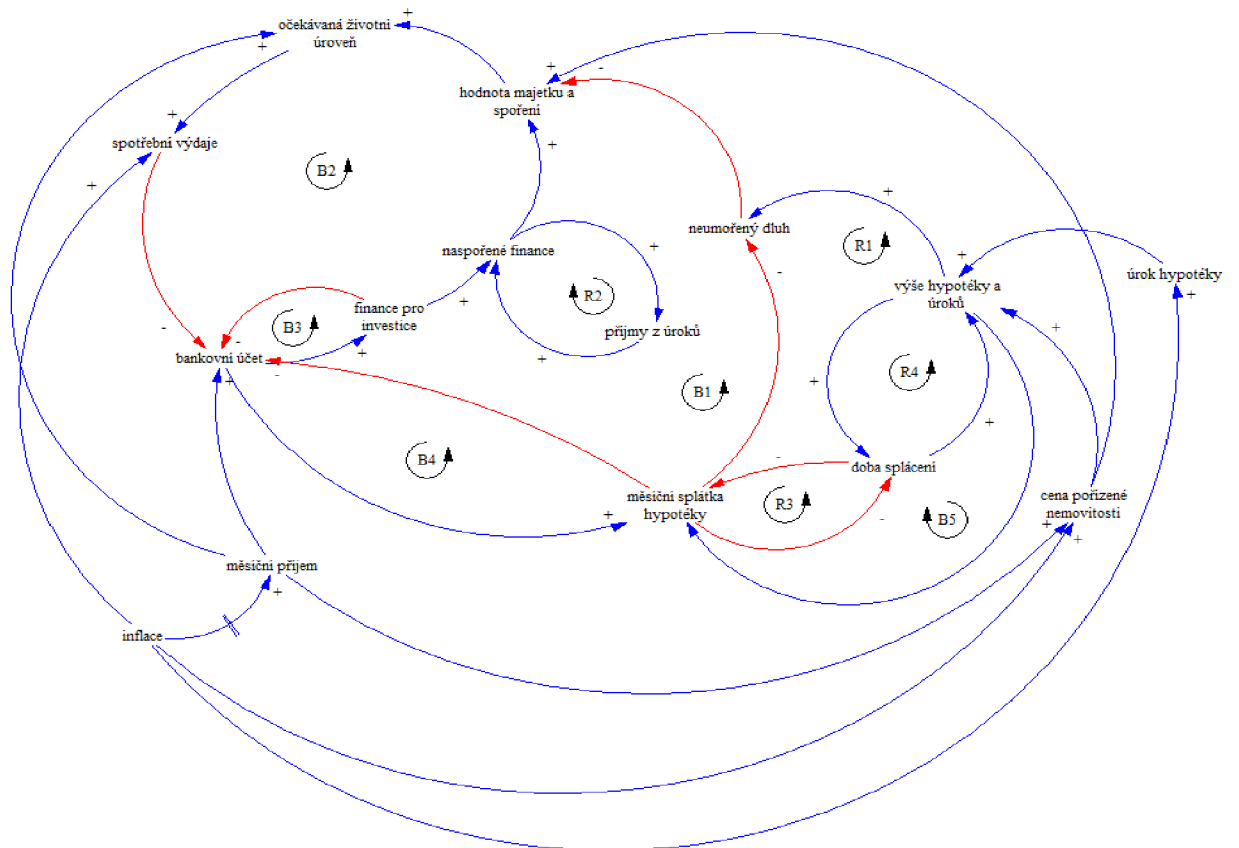 +
očekávaná životní
úroveň
+
+
-
hodnota majetku a
spoření
+
spotřební výdaje
+
B2
+
+
neumořený dluh
R1
naspořené finance
+
-
+
úrok hypotéky
výše hypotéky a
úroků
+
R2
+
finance pro
investice
-
B3
-
+
příjmy z úroků
+
+
bankovní účet
+
-
R4
+
B1
+
B4
-
doba splácení
měsíční splátka
hypotéky
R3
cena pořízené
nemovitosti
+
-
B5
+
+
měsíční příjem
+
inflace